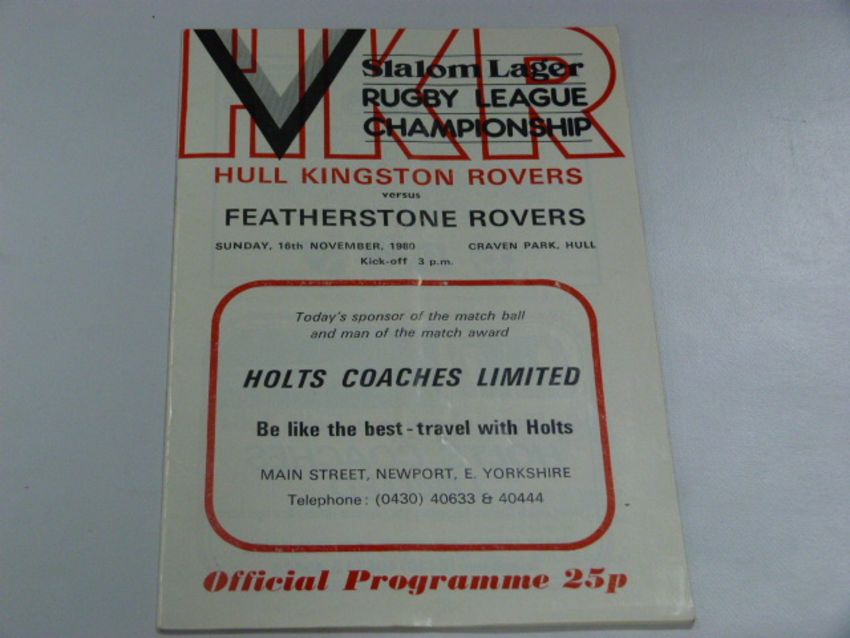 HKR
Slalom Lager
RUGBY LEAGUE
CHAMPIONSHIP
HULL KINGSTON ROVERS
versus
FEATHERSTONE ROVERS
SUNDAY, 16th NOVEMBER, 1980 CRAVEN PARK, HULL
Kick-off 3 p.m.
Today's sponsor of the match ball
and man of the match award
HOLTS COACHES LIMITED
Be like the best-travel with Holts
MAIN STREET, NEWPORT, E. YORKSHIRE
Telephone: (0430) 40633 & 40444
Official Programme 25p